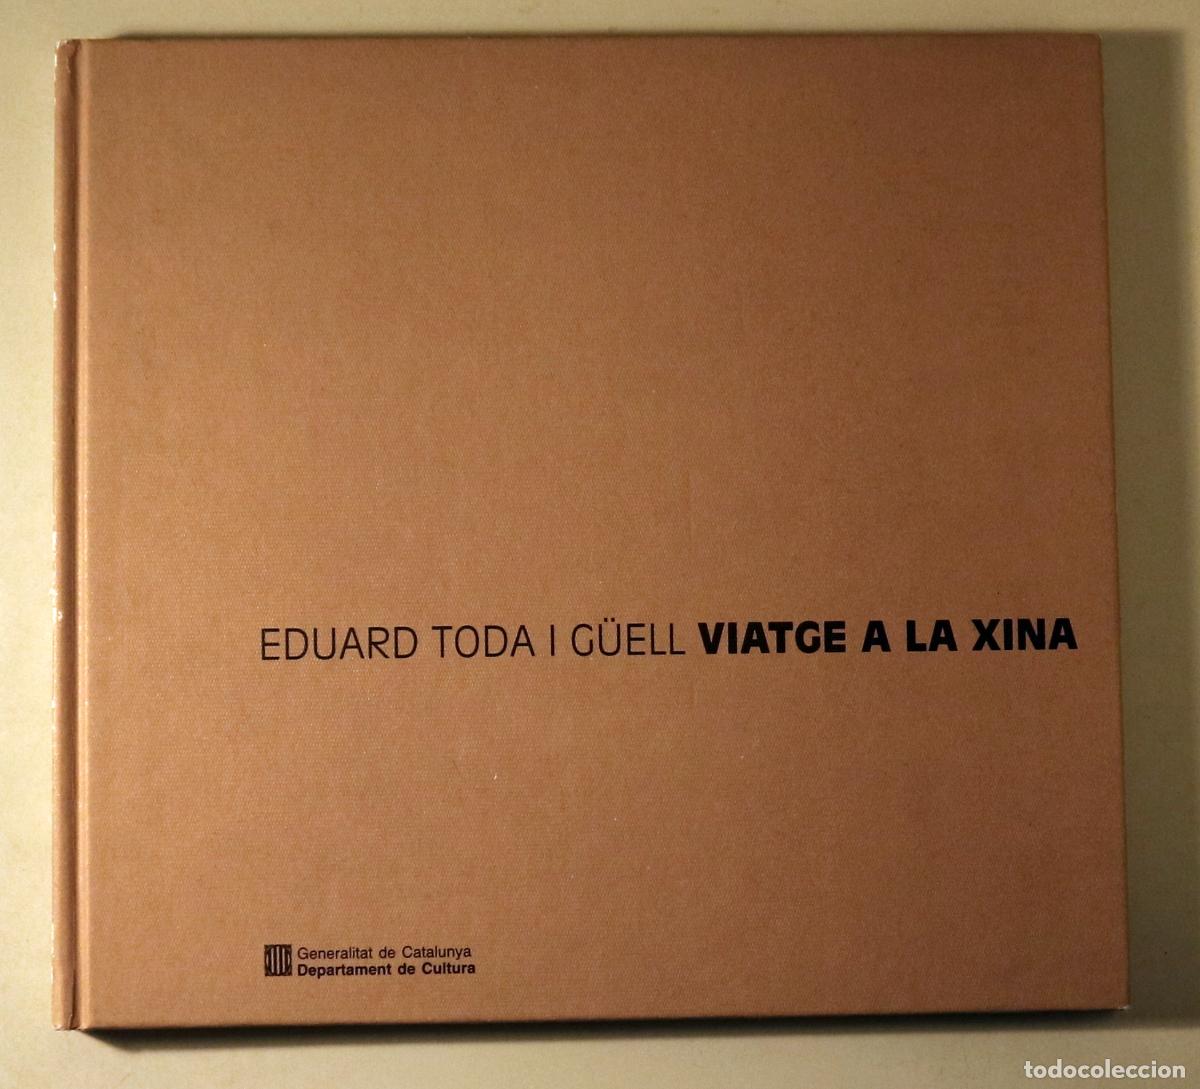 EDUARD TODA I GÜELL VIATGE A LA XINA
Generalitat de Catalunya
Departament de Cultura
todocoleccion